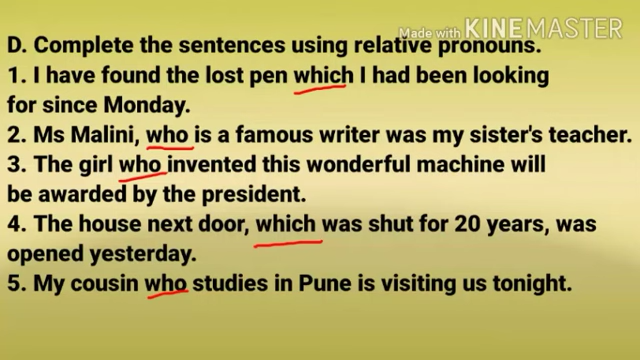 Made with KINEMASTER
D. Complete the sentences using relative pronouns.
1. I have found the lost pen which I had been looking
for since Monday.
2. Ms Malini, who is a famous writer was my sister's teacher.
3. The girl who invented this wonderful machine will
be awarded by the president.
4. The house next door, which was shut for 20 years, was
opened yesterday.
5. My cousin who studies in Pune is visiting us tonight.